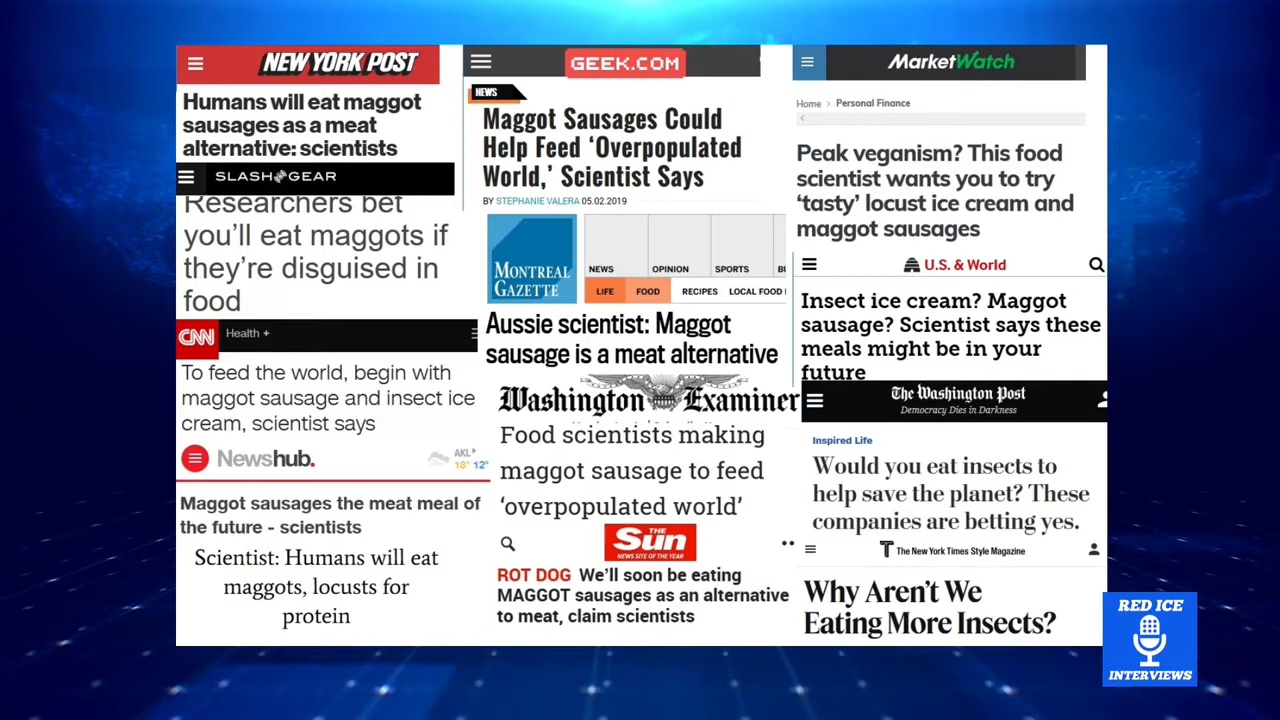 NEW YORK POST
Humans will eat maggot
sausages as a meat
alternative: scientists
SLASHGEAR
Researchers bet
you'll eat maggots if
they're disguised in
food
CNN Health +
To feed the world, begin with
maggot sausage and insect ice
cream, scientist says
Newshub.
AKL
18° 12°
Maggot sausages the meat meal of
the future - scientists
Scientist: Humans will eat
maggots, locusts for
protein
GEEK.COM
NEWS
Maggot Sausages Could
Help Feed 'Overpopulated
World,' Scientist Says
BY STEPHANIE VALERA 05.02.2019
MONTREAL
GAZETTE
NEWS OPINION SPORTS BU
LIFE FOOD RECIPES LOCAL FOOD
Aussie scientist: Maggot
sausage is a meat alternative
Washington Examiner
Food scientists making
maggot sausage to feed
'overpopulated world'
THE
Sun
NEWS SITE OF THE YEAR
ROT DOG We'll soon be eating
MAGGOT sausages as an alternative
to meat, claim scientists
MarketWatch
Home > Personal Finance
Peak veganism? This food
scientist wants you to try
'tasty' locust ice cream and
maggot sausages
U.S. & World
Insect ice cream? Maggot
sausage? Scientist says these
meals might be in your
future
The Washington Post
Democracy Dies in Darkness
Inspired Life
Would you eat insects to
help save the planet? These
companies are betting yes.
T The New York Times Style Magazine
Why Aren't We
Eating More Insects?
RED ICE
INTERVIEWS